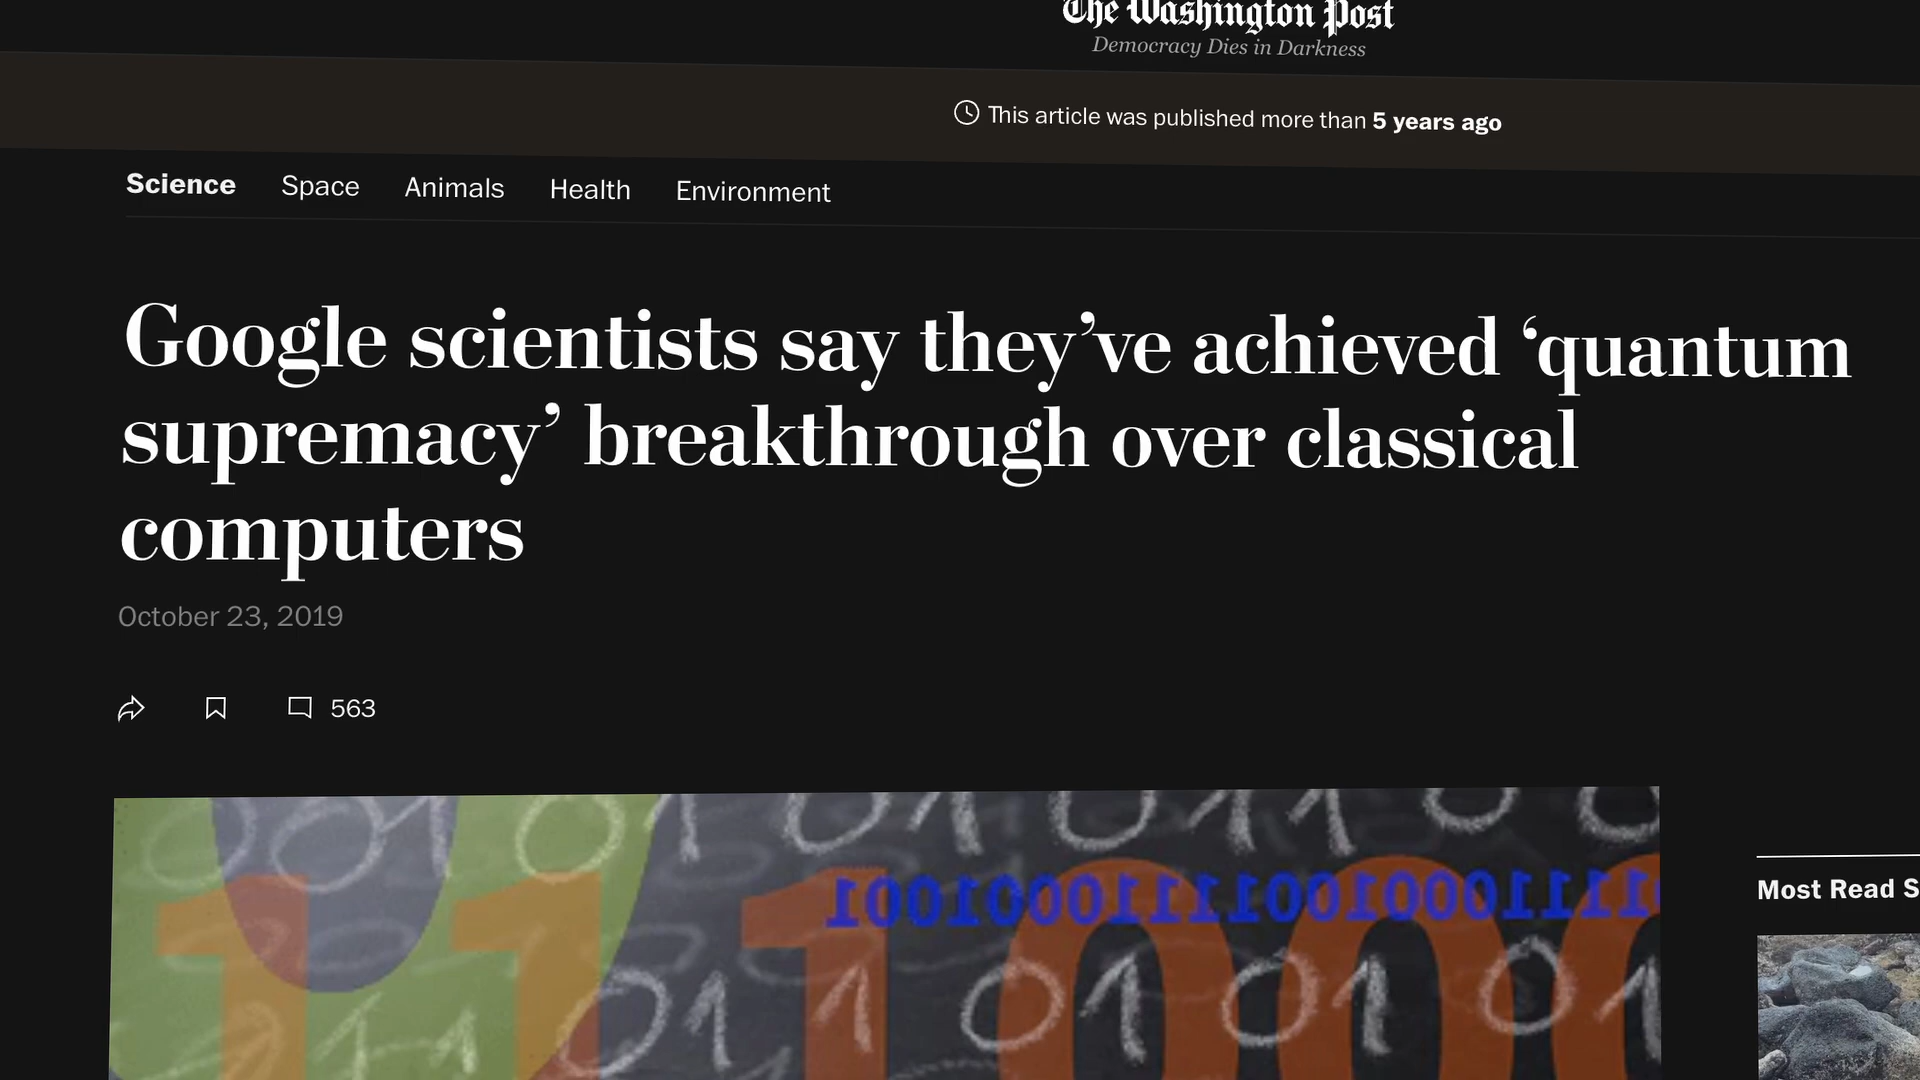 The Washington Post
Democracy Dies in Darkness
This article was published more than 5 years ago
Science Space Animals Health Environment
Google scientists say they’ve achieved ‘quantum
supremacy’ breakthrough over classical
computers
October 23, 2019
563
Most Read S